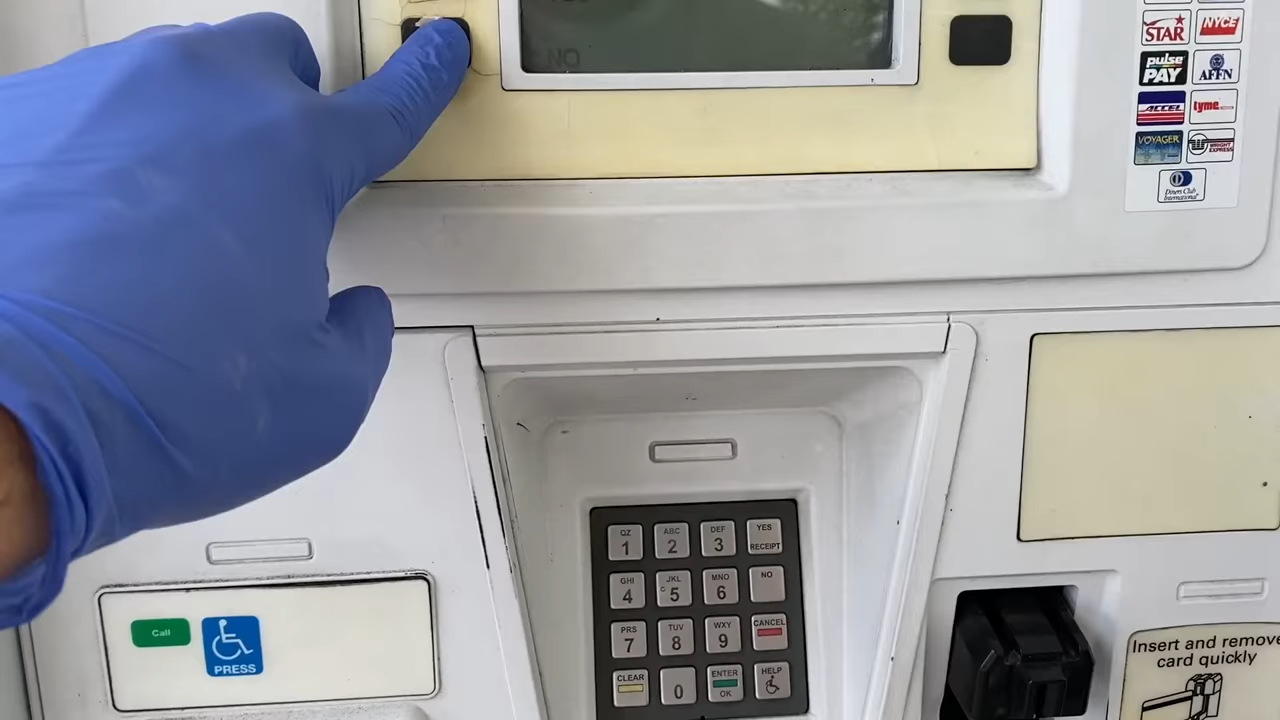 NO
STAR
NYCE
pulse
PAY
AFFN
ACCEL
tyme
VOYAGER
WRIGHT
EXPRESS
Diners Club
International
QZ
1
ABC
2
DEF
3
YES
RECEIPT
GHI
4
JKL
5
MNO
6
NO
PRS
7
TUV
8
WXY
9
CANCEL
CLEAR
0
ENTER
OK
HELP
Call
PRESS
Insert and remove
card quickly